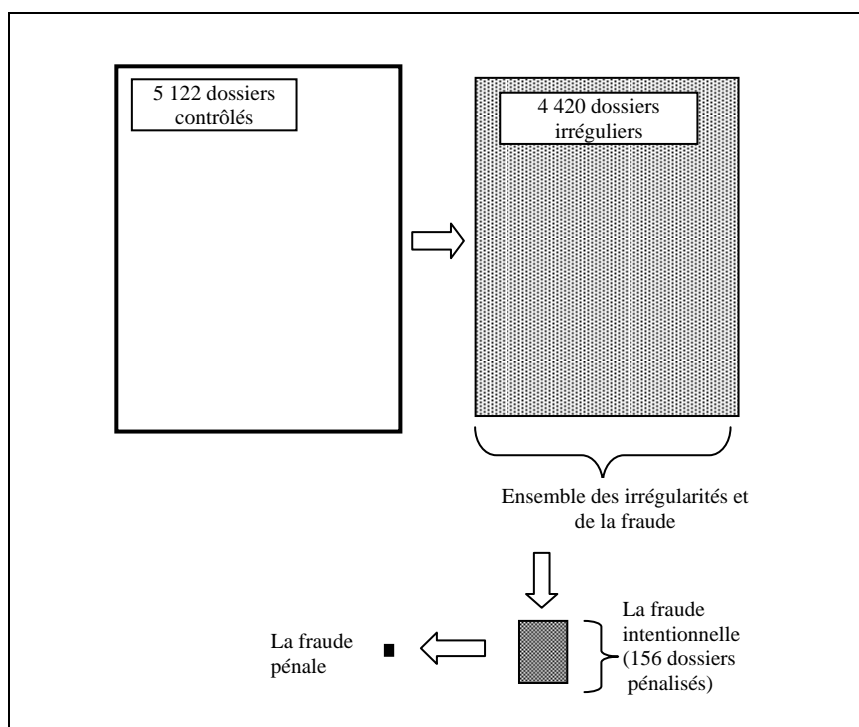 5 122 dossiers
contrôlés
4 420 dossiers
irréguliers
Ensemble des irrégularités et
de la fraude
La fraude
intentionnelle
(156 dossiers
pénalisés)
La fraude
pénale